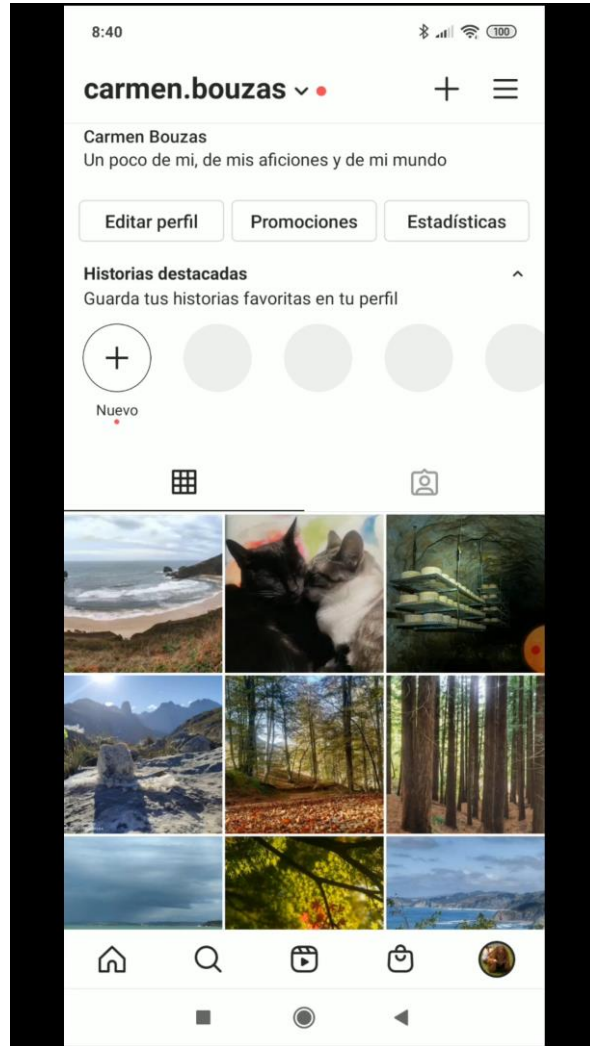 8:40
100
carmen.bouzas
Carmen Bouzas
Un poco de mi, de mis aficiones y de mi mundo
Editar perfil Promociones Estadísticas
Historias destacadas
Guarda tus historias favoritas en tu perfil
Nuevo